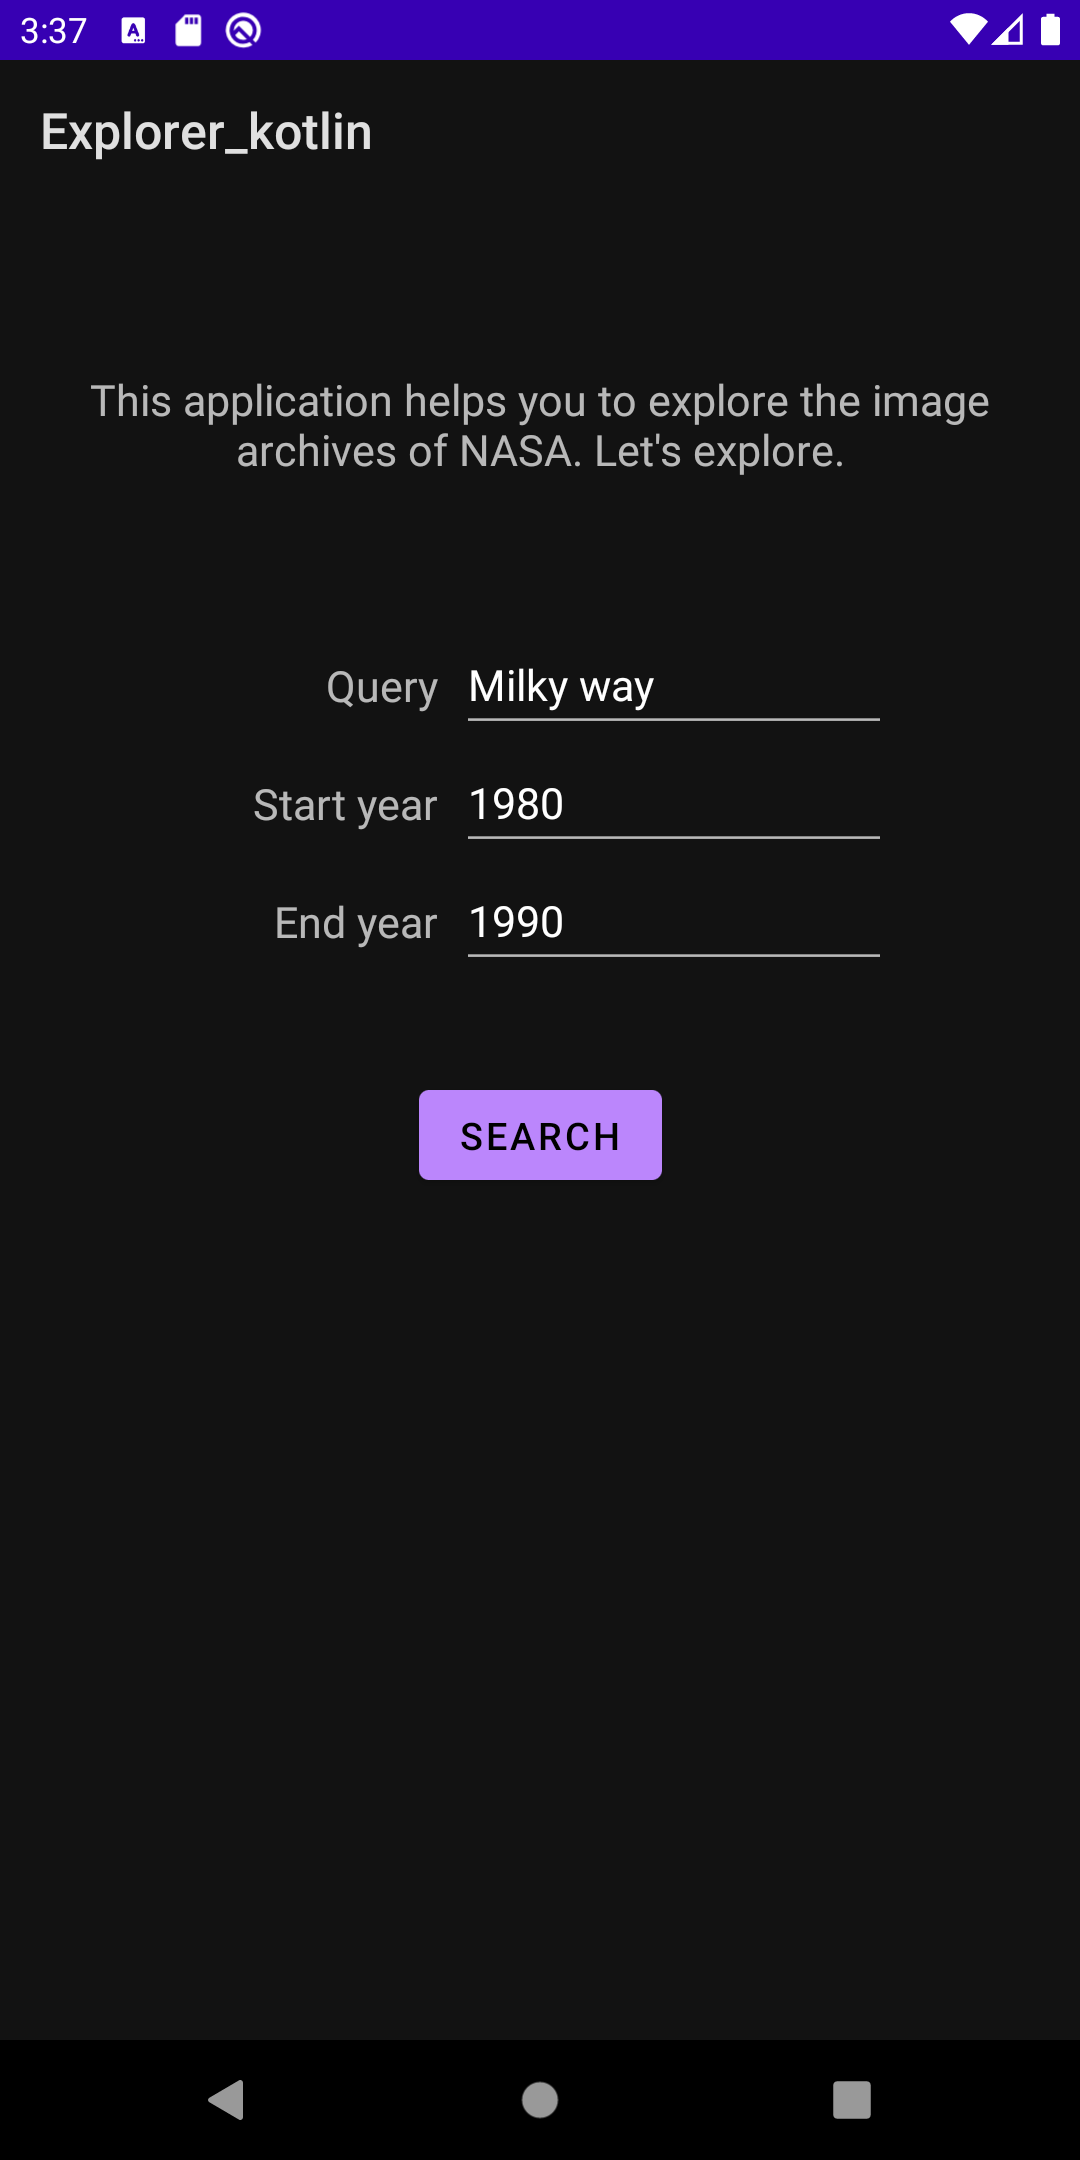 3:37
Explorer_kotlin
This application helps you to explore the image
archives of NASA. Let's explore.
Query Milky way
Start year 1980
End year 1990
SEARCH